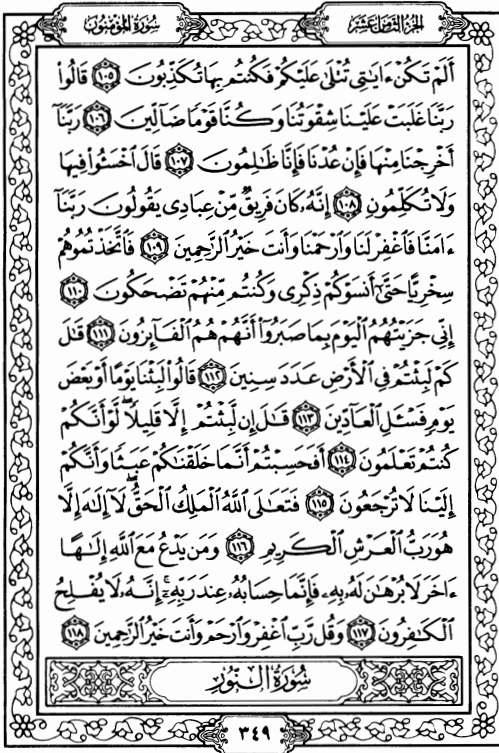 الجزء الثامن عشر
سورة المؤمنون
أَلَمْ تَكُنْ ءَايَٰتِى تُتْلَىٰ عَلَيْكُمْ فَكُنتُم بِهَا تُكَذِّبُونَ ١٠٥ قَالُوا۟
رَبَّنَا غَلَبَتْ عَلَيْنَا شِقْوَتُنَا وَكُنَّا قَوْمًا ضَآلِّينَ ١٠٦ رَبَّنَآ
أَخْرِجْنَا مِنْهَا فَإِنْ عُدْنَا فَإِنَّا ظَٰلِمُونَ ١٠٧ قَالَ ٱخْسَـُٔوا۟ فِيهَا
وَلَا تُكَلِّمُونِ ١٠٨ إِنَّهُۥ كَانَ فَرِيقٌ مِّنْ عِبَادِى يَقُولُونَ رَبَّنَآ
ءَامَنَّا فَٱغْفِرْ لَنَا وَٱرْحَمْنَا وَأَنتَ خَيْرُ ٱلرَّٰحِمِينَ ١٠٩ فَٱتَّخَذْتُمُوهُمْ
سِخْرِيًّا حَتَّىٰٓ أَنسَوْكُمْ ذِكْرِى وَكُنتُم مِّنْهُمْ تَضْحَكُونَ ١١٠
إِنِّى جَزَيْتُهُمُ ٱلْيَوْمَ بِمَا صَبَرُوٓا۟ أَنَّهُمْ هُمُ ٱلْفَآئِزُونَ ١١١ قَٰلَ
كَمْ لَبِثْتُمْ فِى ٱلْأَرْضِ عَدَدَ سِنِينَ ١١٢ قَالُوا۟ لَبِثْنَا يَوْمًا أَوْ بَعْضَ
يَوْمٍ فَسْـَٔلِ ٱلْعَآدِّينَ ١١٣ قَٰلَ إِن لَّبِثْتُمْ إِلَّا قَلِيلًا ۖ لَّوْ أَنَّكُمْ
كُنتُمْ تَعْلَمُونَ ١١٤ أَفَحَسِبْتُمْ أَنَّمَا خَلَقْنَٰكُمْ عَبَثًا وَأَنَّكُمْ
إِلَيْنَا لَا تُرْجَعُونَ ١١٥ فَتَعَٰلَى ٱللَّهُ ٱلْمَلِكُ ٱلْحَقُّ ۖ لَآ إِلَٰهَ إِلَّا
هُوَ رَبُّ ٱلْعَرْشِ ٱلْكَرِيمِ ١١٦ وَمَن يَدْعُ مَعَ ٱللَّهِ إِلَٰهًا
ءَاخَرَ لَا بُرْهَٰنَ لَهُۥ بِهِۦ فَإِنَّمَا حِسَابُهُۥ عِندَ رَبِّهِۦٓ ۚ إِنَّهُۥ لَا يُفْلِحُ
ٱلْكَٰفِرُونَ ١١٧ وَقُل رَّبِّ ٱغْفِرْ وَٱرْحَمْ وَأَنتَ خَيْرُ ٱلرَّٰحِمِينَ ١١٨
سُورَةُ النُّورِ
٣٤٩